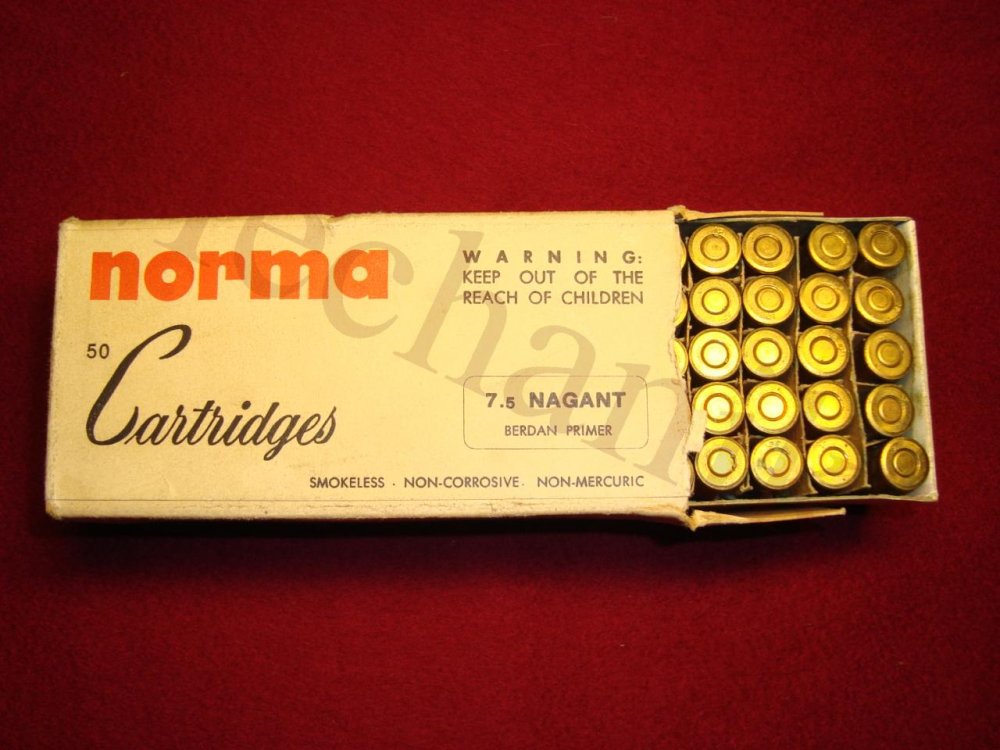 norma
WARNING:
KEEP OUT OF THE
REACH OF CHILDREN
50
Cartridges
7.5 NAGANT
BERDAN PRIMER
SMOKELESS · NON-CORROSIVE · NON-MERCURIC